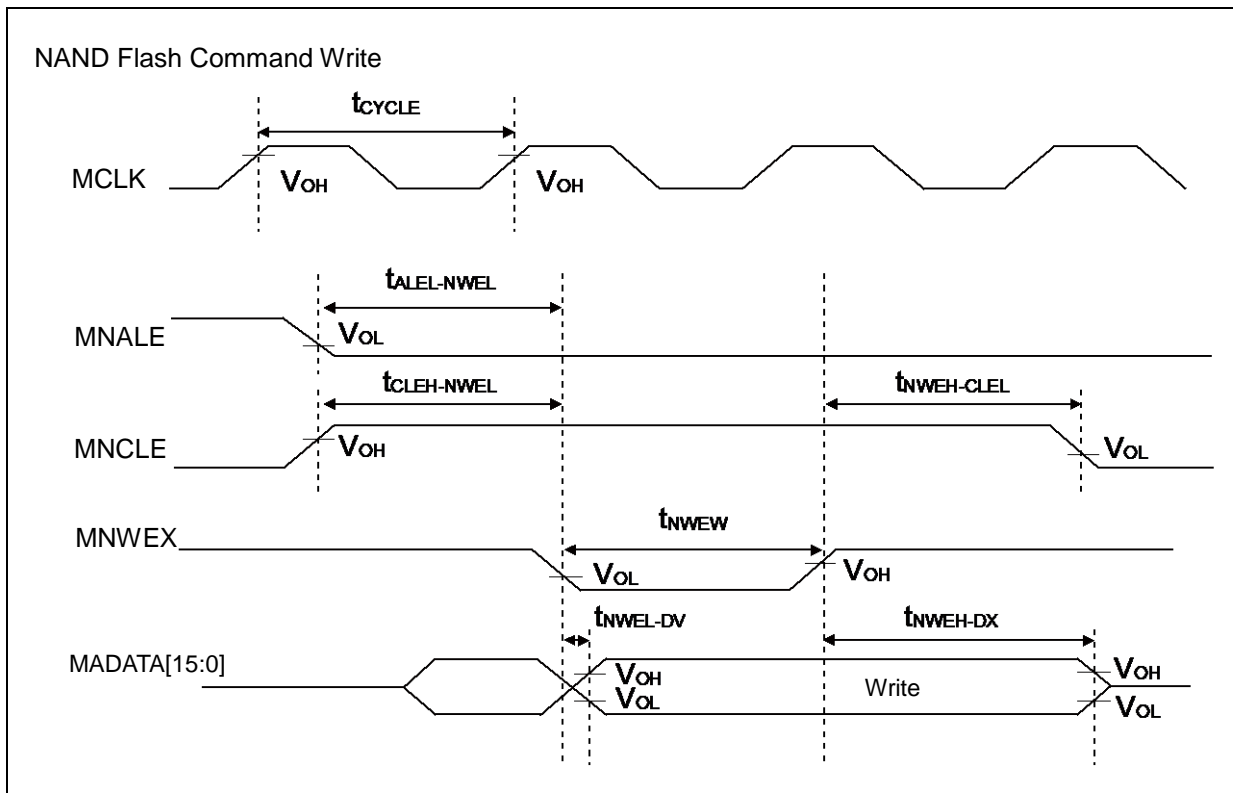 NAND Flash Command Write
tCYCLE
MCLK VOH VOH
tALEL-NWEL
MNALE VOL
tCLEH-NWEL tNWEH-CLEL
MNCLE VOH VOL
tNWEW
MNWEX VOL VOH
tNWEL-DV tNWEH-DX
MADATA[15:0] VOH Write VOH
VOL VOL